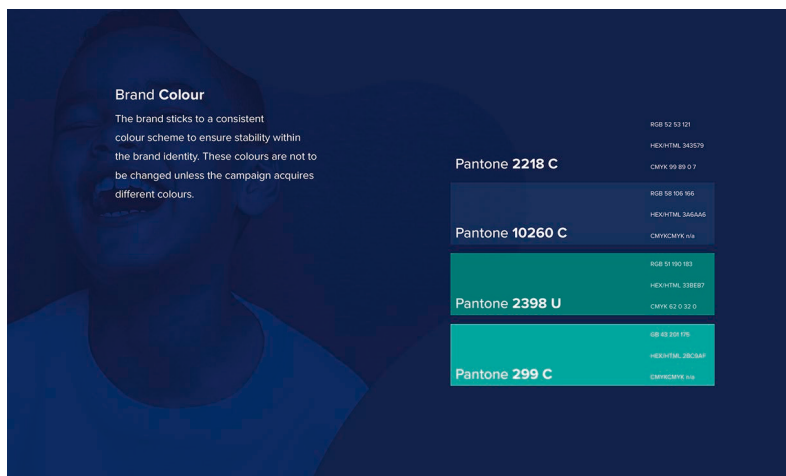 Brand Colour
The brand sticks to a consistent
colour scheme to ensure stability within
the brand identity. These colours are not to
be changed unless the campaign acquires
different colours.
Pantone 2218 C
RGB 52 53 121
HEX/HTML 343579
CMYK 99 89 0 7
Pantone 10260 C
RGB 58 106 166
HEX/HTML 3A6AA6
CMYKCMYK n/a
Pantone 2398 U
RGB 51 190 183
HEX/HTML 33BEB7
CMYK 62 0 32 0
Pantone 299 C
GB 43 201 175
HEX/HTML 2BC9AF
CMYKCMYK n/a